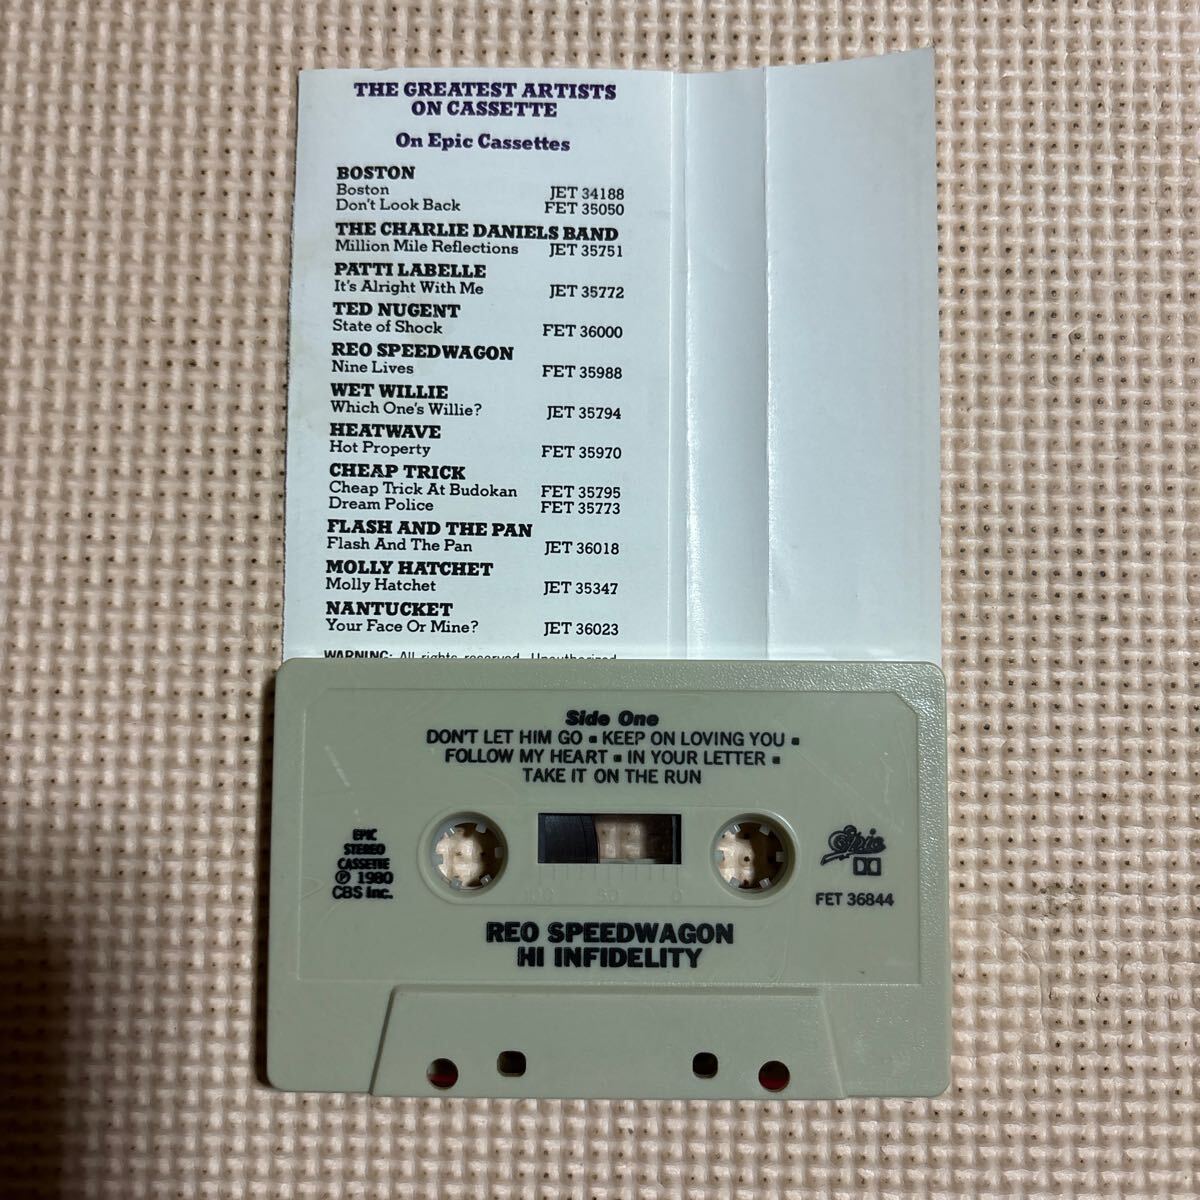 THE GREATEST ARTISTS
ON CASSETTE
On Epic Cassettes
BOSTON
Boston JET 34188
Don't Look Back FET 35050
THE CHARLIE DANIELS BAND
Million Mile Reflections JET 35751
PATTI LABELLE
It's Alright With Me JET 35772
TED NUGENT
State of Shock FET 36000
REO SPEEDWAGON
Nine Lives FET 35988
WET WILLIE
Which One's Willie? JET 35794
HEATWAVE
Hot Property FET 35970
CHEAP TRICK
Cheap Trick At Budokan FET 35795
Dream Police FET 35773
FLASH AND THE PAN
Flash And The Pan JET 36018
MOLLY HATCHET
Molly Hatchet JET 35347
NANTUCKET
Your Face Or Mine? JET 36023
WARNING: All rights reserved. Unauthorized
Side One
DON'T LET HIM GO ▪ KEEP ON LOVING YOU ▪
FOLLOW MY HEART ▪ IN YOUR LETTER ▪
TAKE IT ON THE RUN
EPIC
STEREO
CASSETTE
℗ 1980
CBS Inc.
Epic
FET 36844
100 50 0
REO SPEEDWAGON
HI INFIDELITY